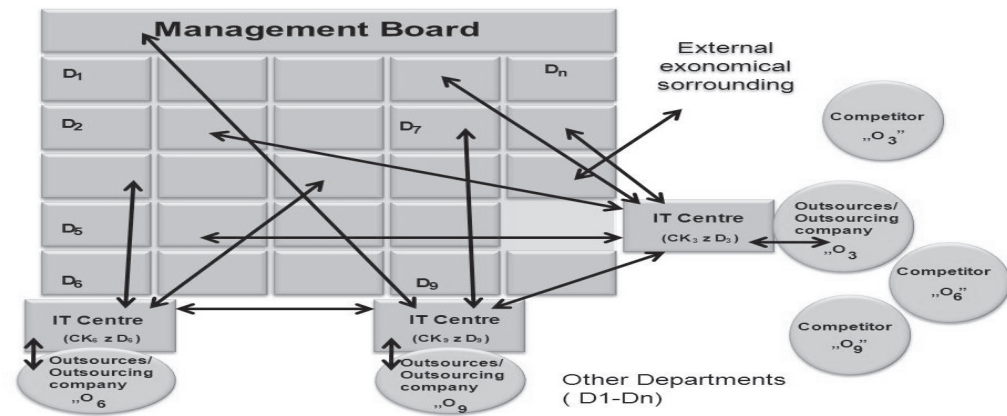 Management Board
D1
Dn
D2
D7
D5
D6
D9
External
exonomical
sorrounding
Competitor
„O3”
IT Centre
(CK3 z D3)
Outsources/
Outsourcing
company
„O3
Competitor
„O6”
Competitor
„O9”
IT Centre
(CK6 z D6)
Outsources/
Outsourcing
company
„O6
IT Centre
(CK9 z D9)
Outsources/
Outsourcing
company
„O9
Other Departments
( D1-Dn)